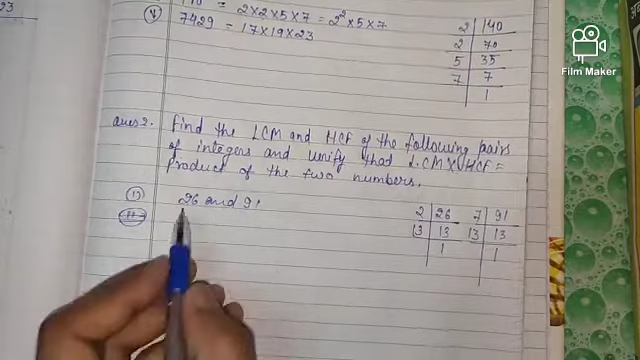 23
= 2×2×5×7 = 2²×5×7
(V) 7429 = 17×19×23
2 | 140
2 | 70
5 | 35
7 | 7
1
Ques 2. Find the LCM and HCF of the following pairs
of integers and verify that LCM × HCF =
Product of the two numbers.
(i) 26 and 91
2 | 26
13 | 13
1
7 | 91
13 | 13
1
Film Maker